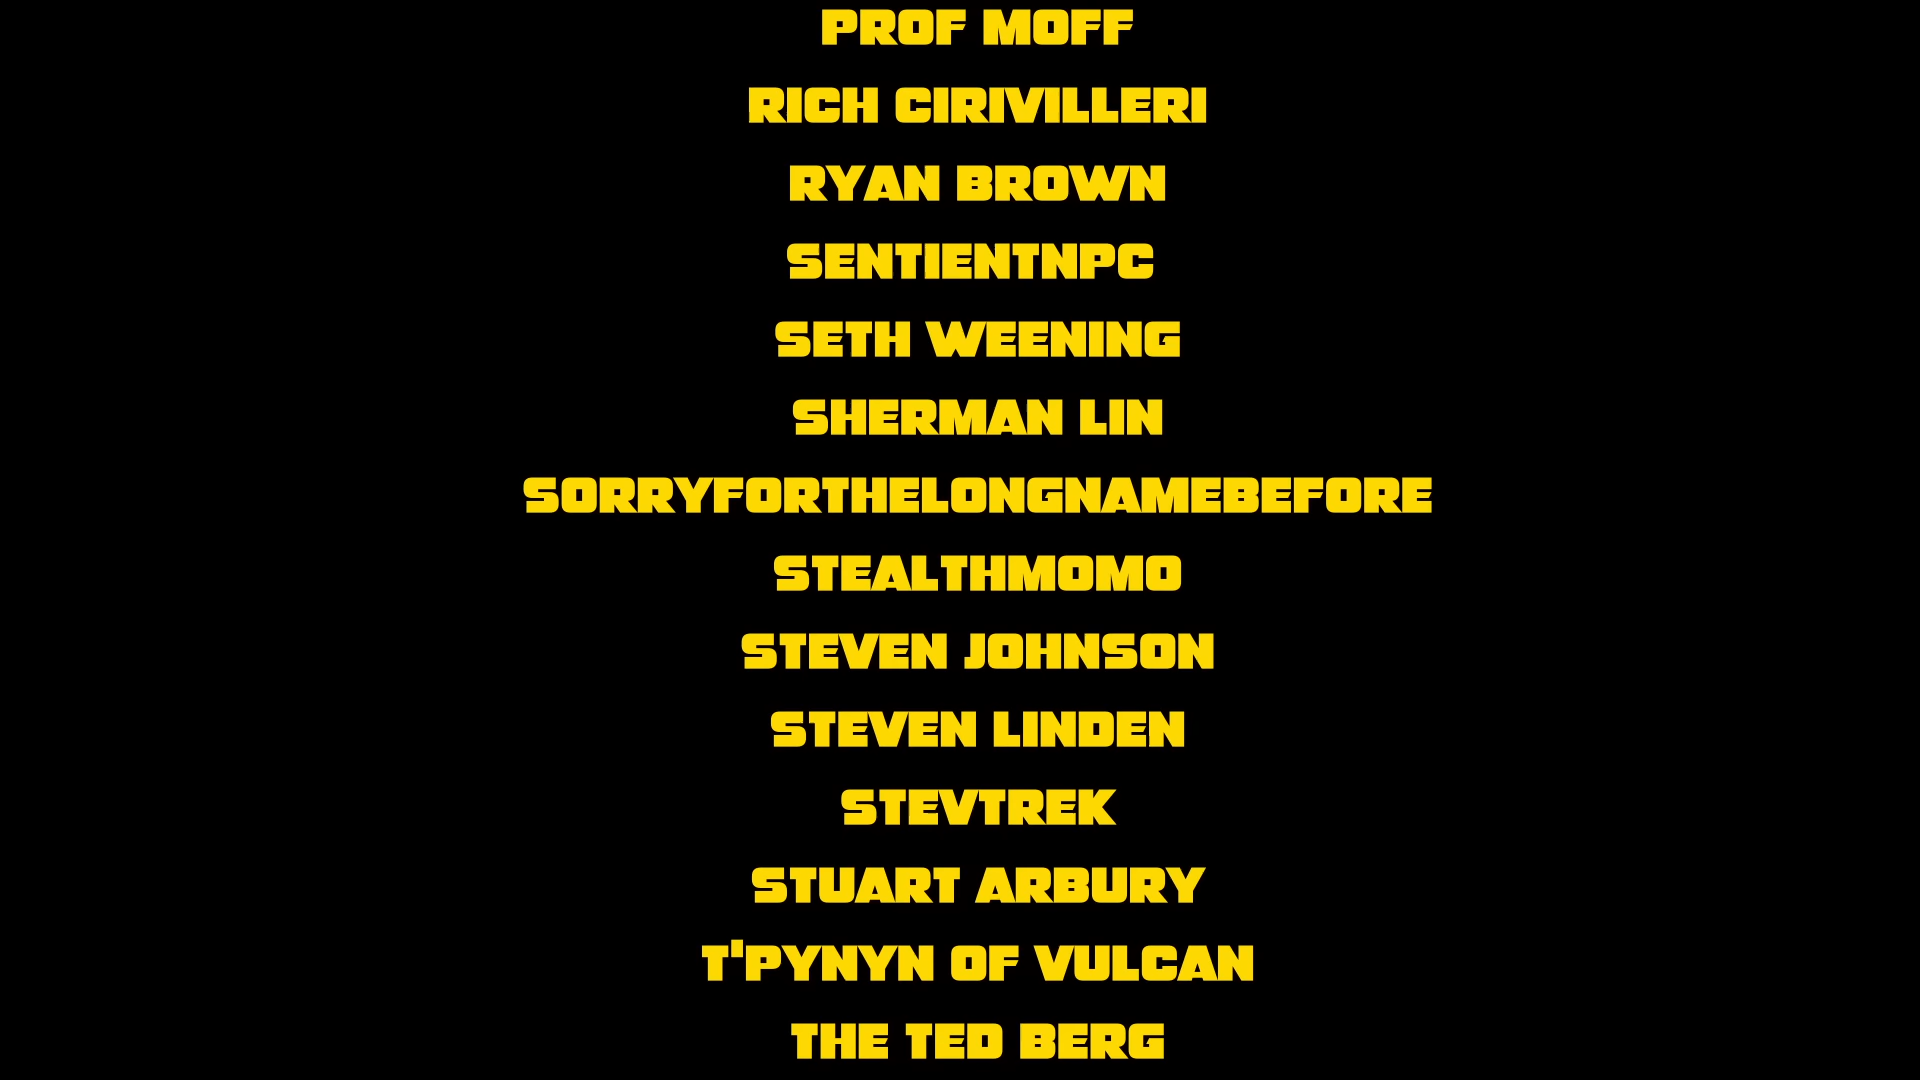 PROF MOFF
RICH CIRIVILLERI
RYAN BROWN
SENTIENTNPC
SETH WEENING
SHERMAN LIN
SORRYFORTHELONGNAMEBEFORE
STEALTHMOMO
STEVEN JOHNSON
STEVEN LINDEN
STEVTREK
STUART ARBURY
T'PYNYN OF VULCAN
THE TED BERG